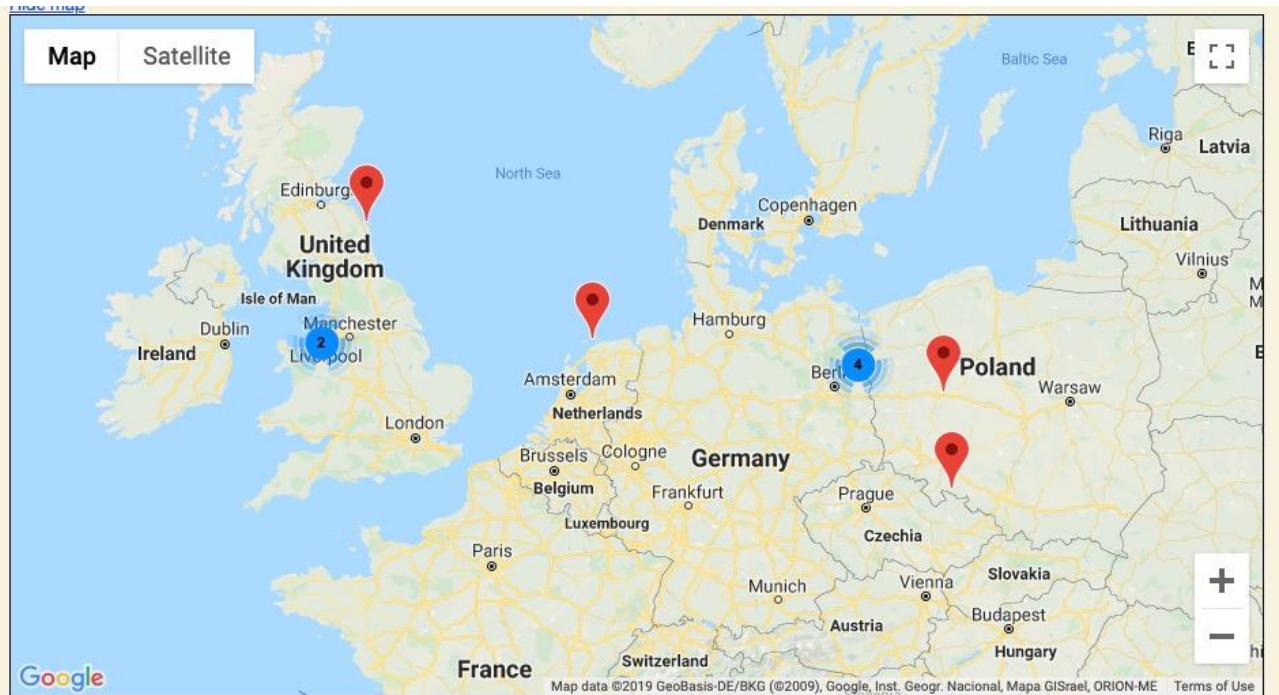 Hide map
Map Satellite
Baltic Sea
Riga
Latvia
North Sea
Edinburg
Copenhagen
Denmark
Lithuania
United
Kingdom
Vilnius
Isle of Man
Dublin
Manchester
Hamburg
2
Ireland
Liverpool
4
Berlin
Poland
Amsterdam
Warsaw
Netherlands
London
Brussels
Cologne
Germany
Belgium
Frankfurt
Prague
Luxembourg
Czechia
Paris
Slovakia
Munich
Vienna
+
Budapest
Austria
−
Hungary
Switzerland
France
Google
Map data ©2019 GeoBasis-DE/BKG (©2009), Google, Inst. Geogr. Nacional, Mapa GISrael, ORION-ME Terms of Use